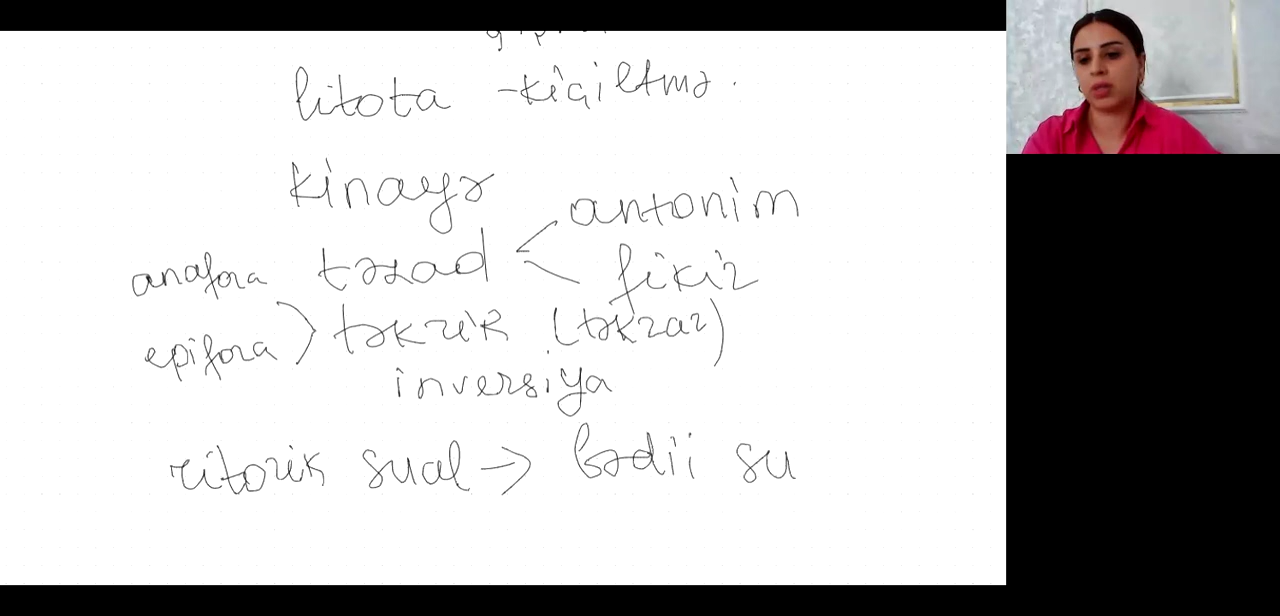 litota - kiçiltmə.
kinayə
antonim
anafora təzad < fikir
epifora ) təkrir (təkrar)
inversiya
ritorik sual → bədii su